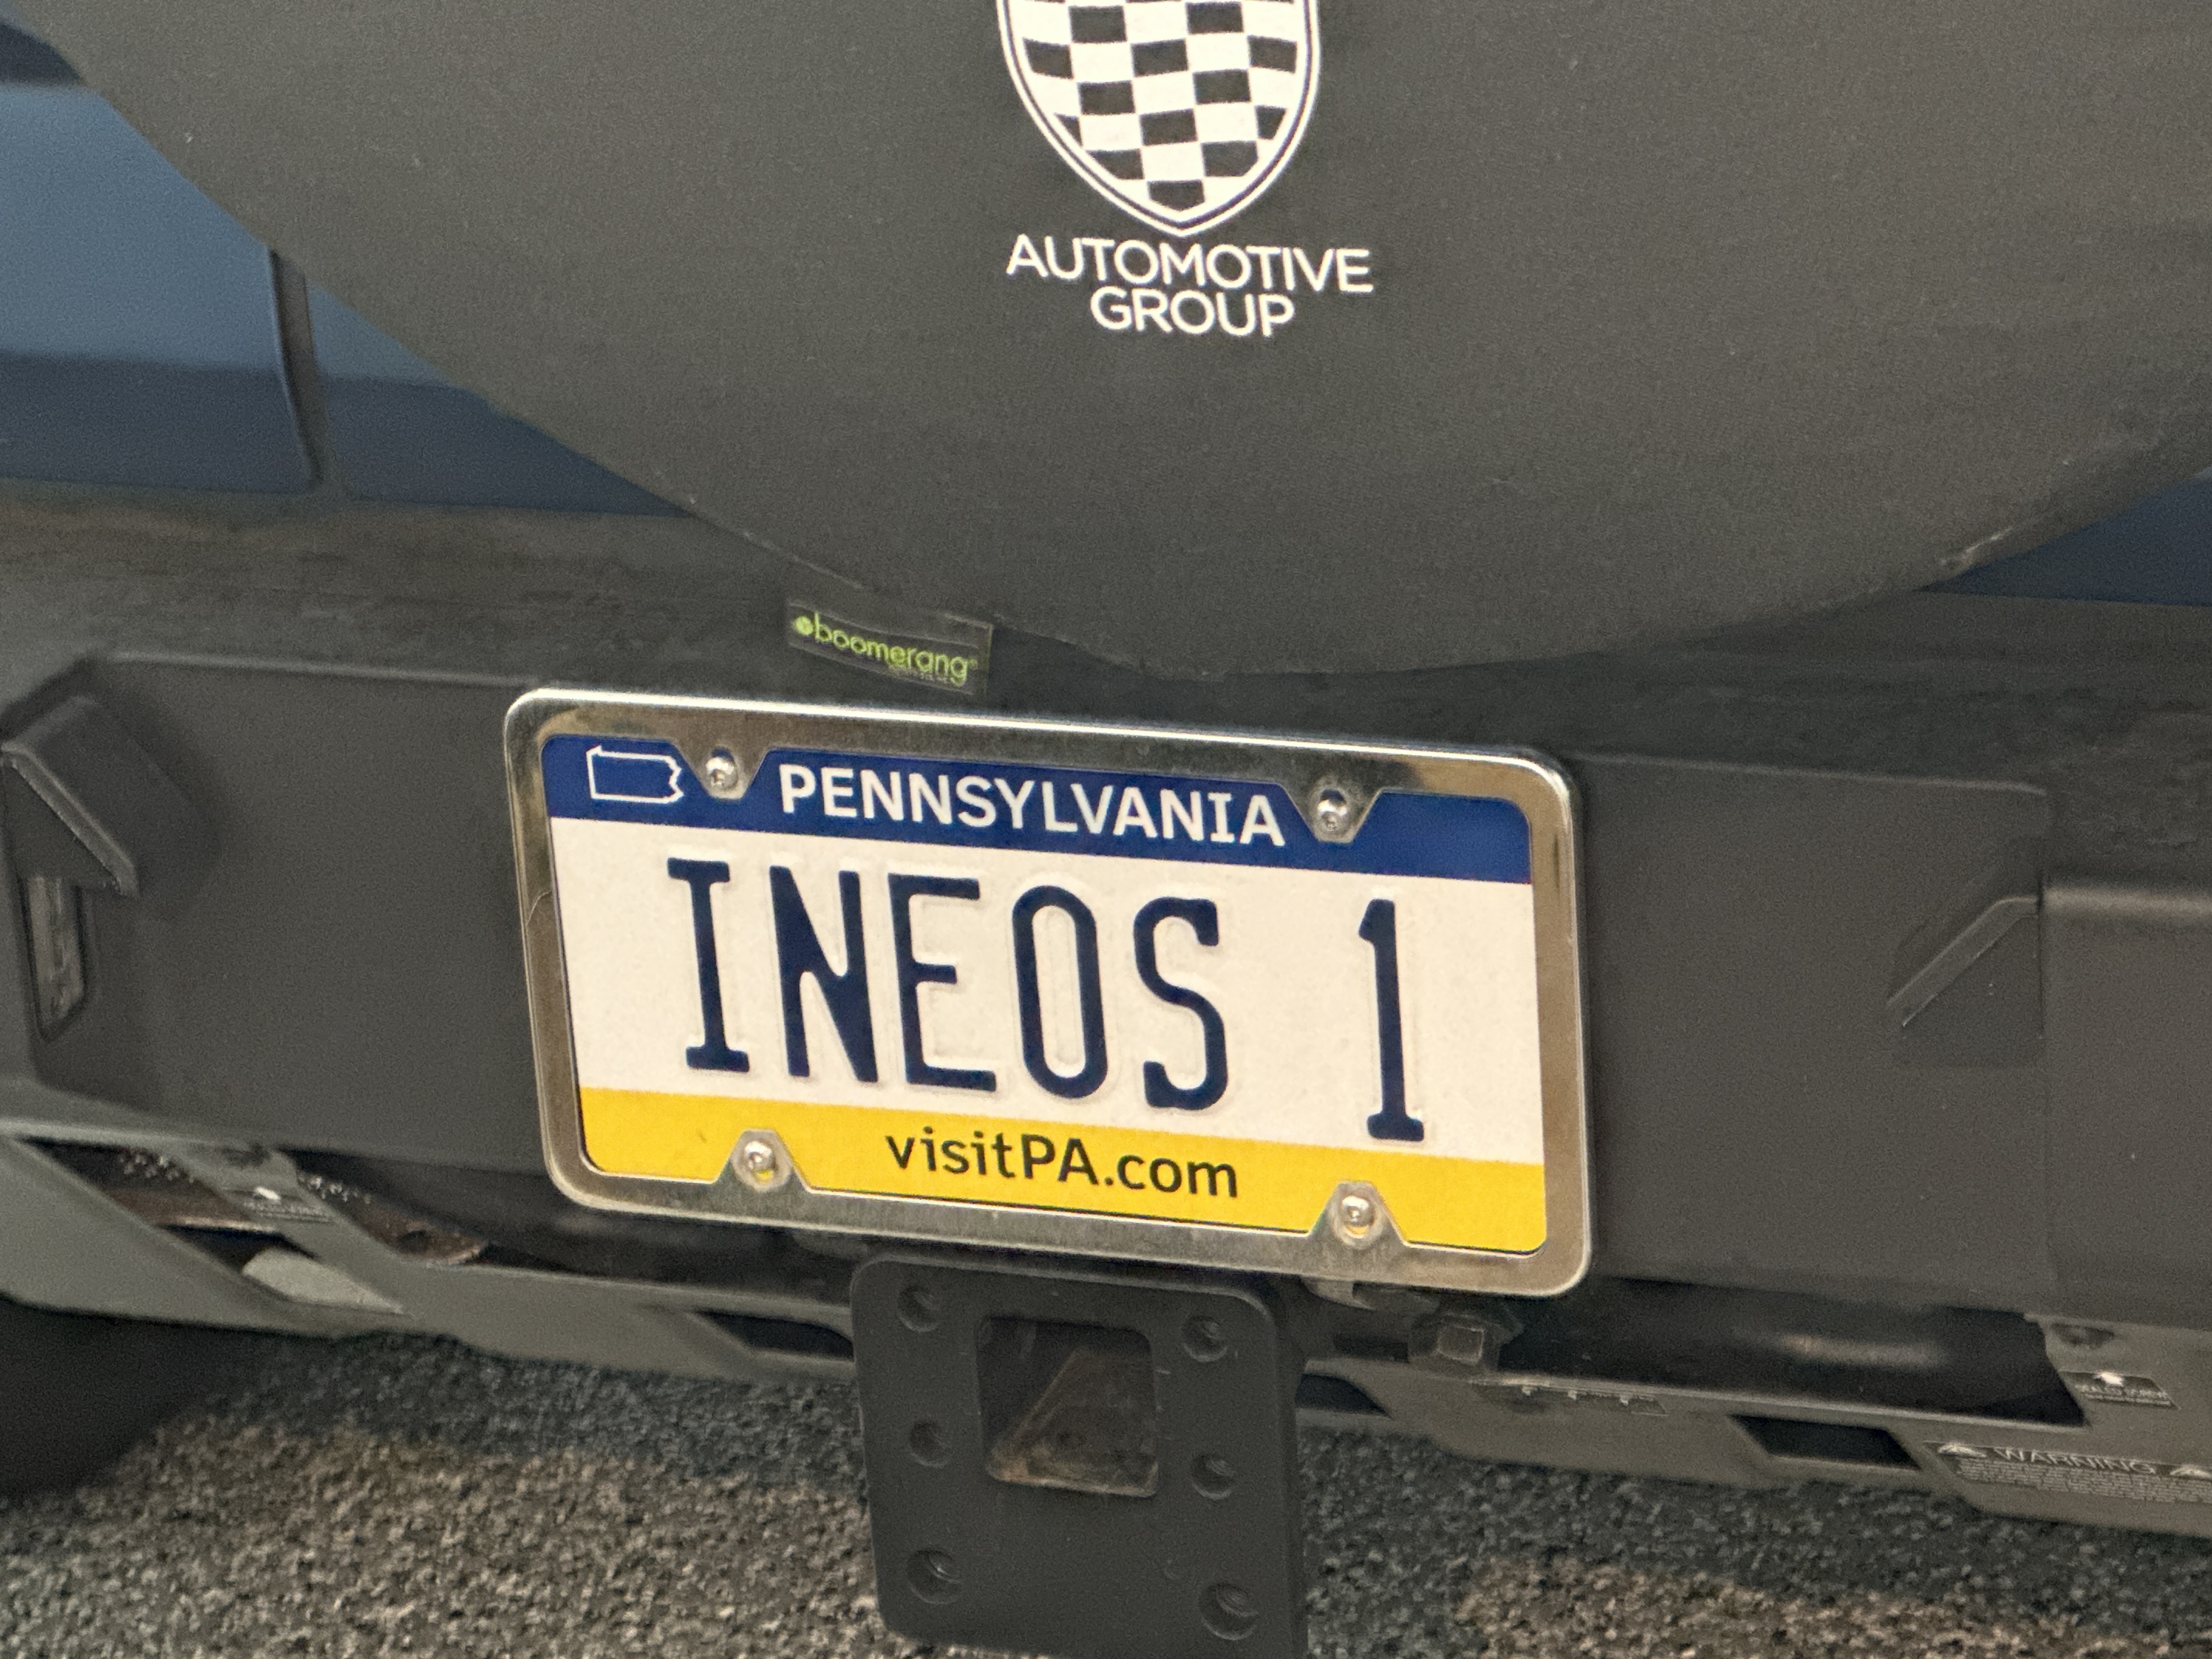 AUTOMOTIVE
GROUP
boomerang®
PENNSYLVANIA
INEOS 1
visitPA.com
WARNING